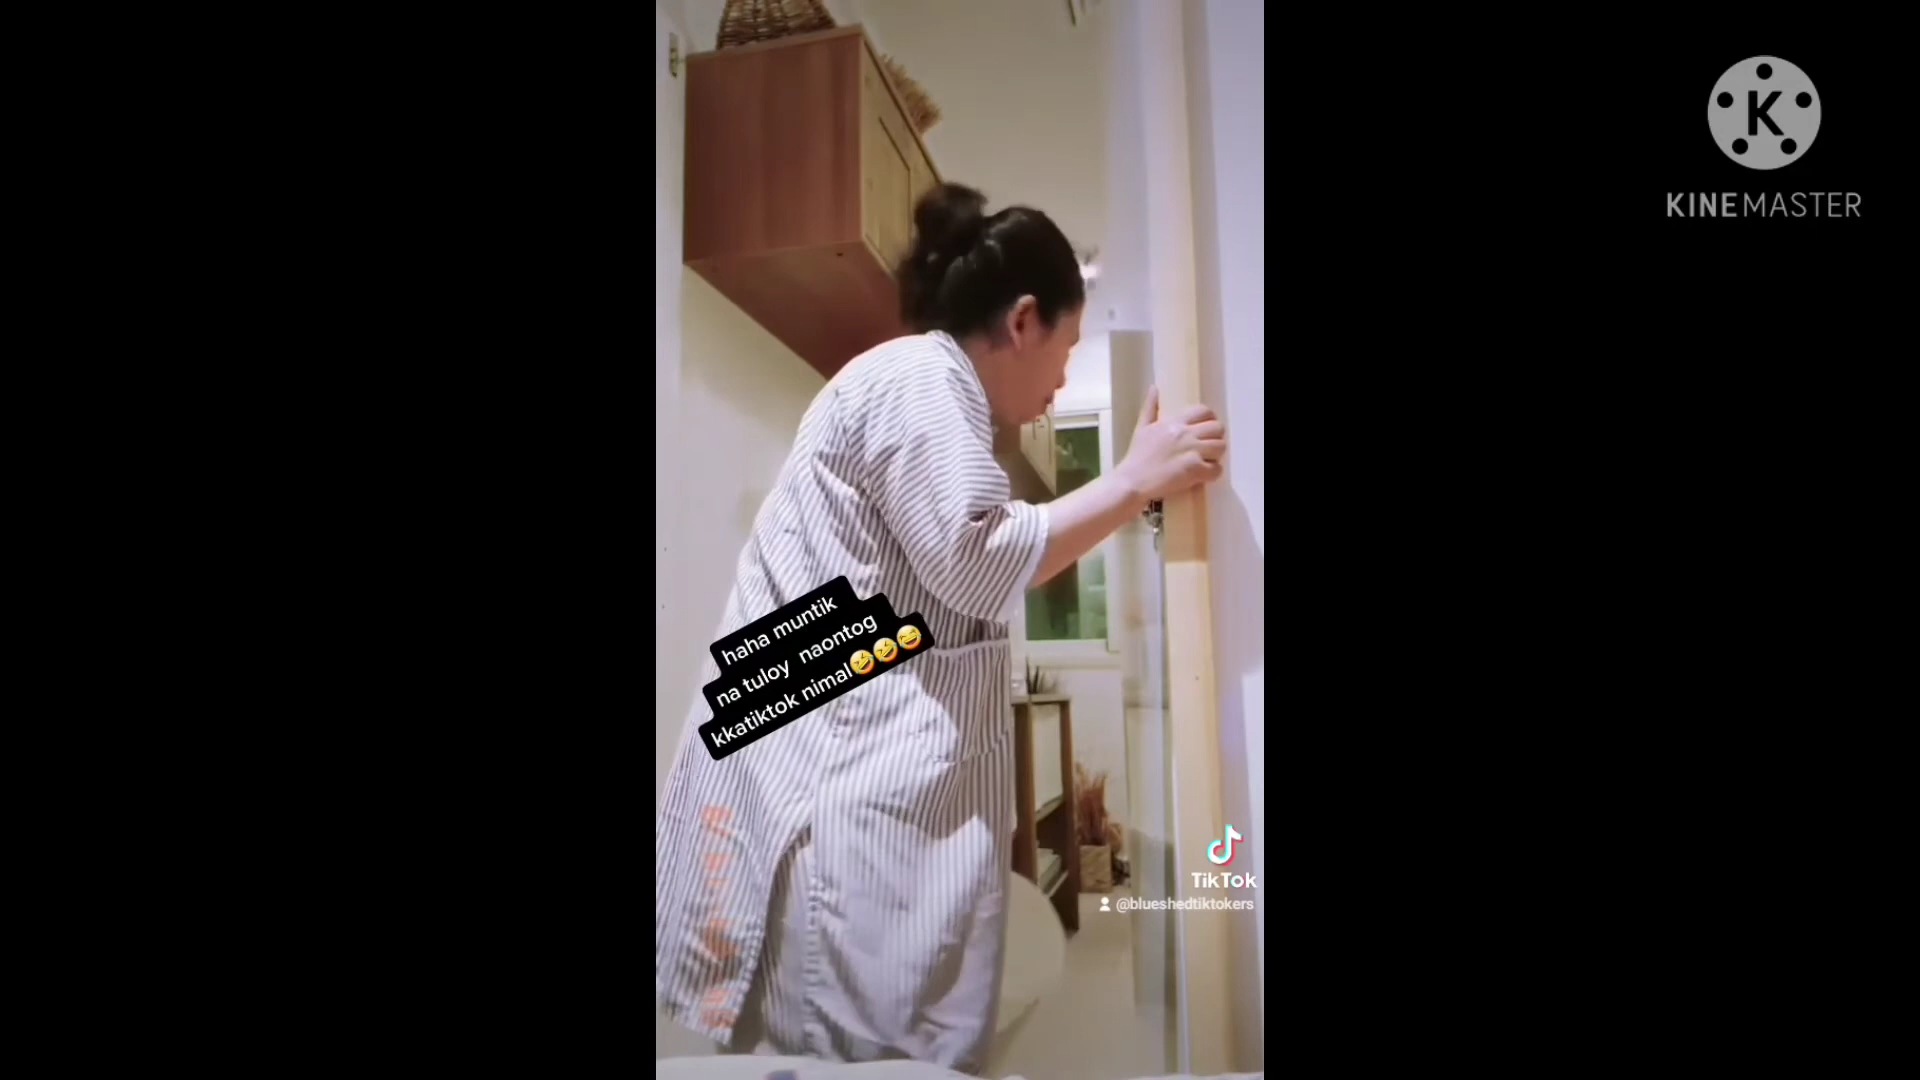 K
KINEMASTER
haha muntik
na tuloy naontog
kkatiktok nimal🤣🤣😆
TikTok
@blueshedtiktokers